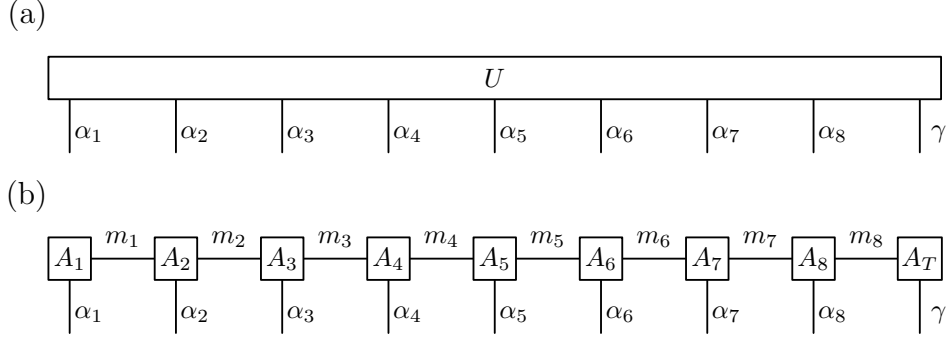 (a)
U
α₁ α₂ α₃ α₄ α₅ α₆ α₇ α₈ γ
(b)
m₁ m₂ m₃ m₄ m₅ m₆ m₇ m₈
A₁ A₂ A₃ A₄ A₅ A₆ A₇ A₈ A_T
α₁ α₂ α₃ α₄ α₅ α₆ α₇ α₈ γ